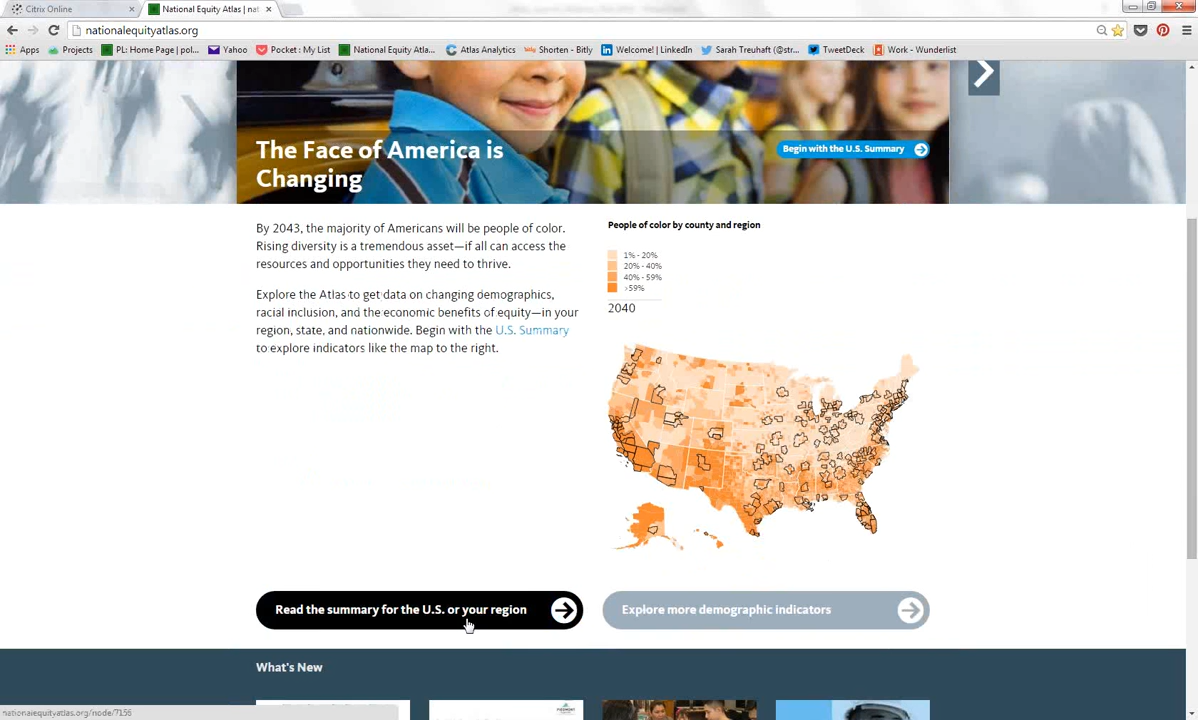 Citrix Online
National Equity Atlas | nat
nationalequityatlas.org
Apps Projects PL: Home Page | pol... Yahoo Pocket : My List National Equity Atla... Atlas Analytics Shorten - Bitly Welcome! | LinkedIn Sarah Treuhaft (@str... TweetDeck Work - Wunderlist
The Face of America is
Changing
Begin with the U.S. Summary
By 2043, the majority of Americans will be people of color.
Rising diversity is a tremendous asset—if all can access the
resources and opportunities they need to thrive.
Explore the Atlas to get data on changing demographics,
racial inclusion, and the economic benefits of equity—in your
region, state, and nationwide. Begin with the U.S. Summary
to explore indicators like the map to the right.
People of color by county and region
1% - 20%
20% - 40%
40% - 59%
>59%
2040
Read the summary for the U.S. or your region
Explore more demographic indicators
What's New
nationalequityatlas.org/node/7156